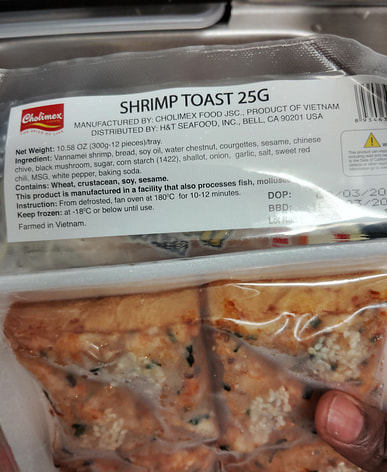 Cholimex
SHRIMP TOAST 25G
MANUFACTURED BY: CHOLIMEX FOOD JSC., PRODUCT OF VIETNAM
DISTRIBUTED BY: H&T SEAFOOD, INC., BELL, CA 90201 USA
Net Weight: 10.58 OZ (300g-12 pieces)/tray.
Ingredient: Vannamei shrimp, bread, soy oil, water chestnut, courgettes, sesame, chinese
chive, black mushroom, sugar, corn starch (1422), shallot, onion, garlic, salt, sweet red
chili, MSG, white pepper, baking soda.
Contains: Wheat, crustacean, soy, sesame.
This product is manufactured in a facility that also processes fish, mollusc
Instruction: From defrosted, fan oven at 180°C for 10-12 minutes.
Keep frozen: at -18°C or below until use.
Farmed in Vietnam.
DOP:
BBD: